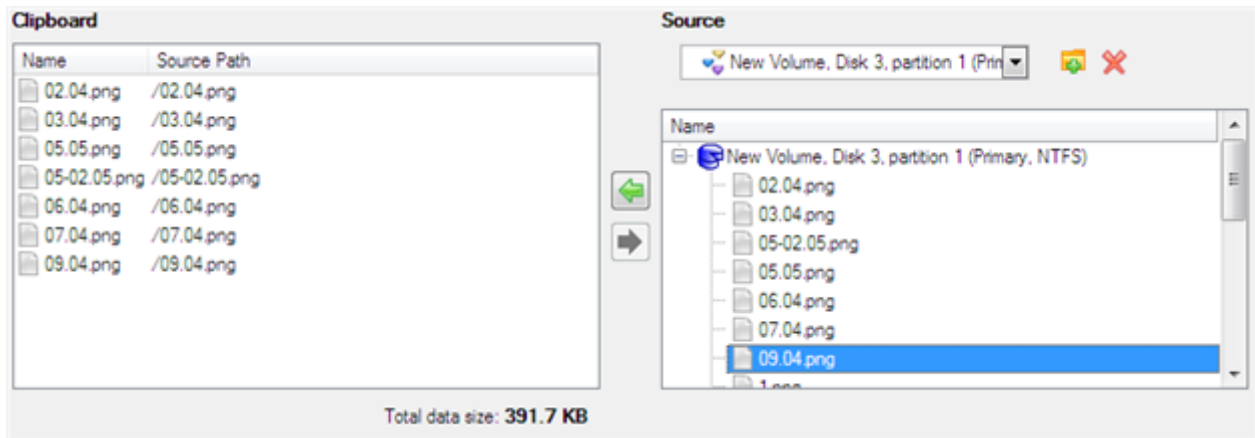 Clipboard
Name Source Path
02.04.png /02.04.png
03.04.png /03.04.png
05.05.png /05.05.png
05-02.05.png /05-02.05.png
06.04.png /06.04.png
07.04.png /07.04.png
09.04.png /09.04.png
Total data size: 391.7 KB
Source
New Volume, Disk 3, partition 1 (Prin
Name
New Volume, Disk 3, partition 1 (Primary, NTFS)
02.04.png
03.04.png
05-02.05.png
05.05.png
06.04.png
07.04.png
09.04.png
1.png